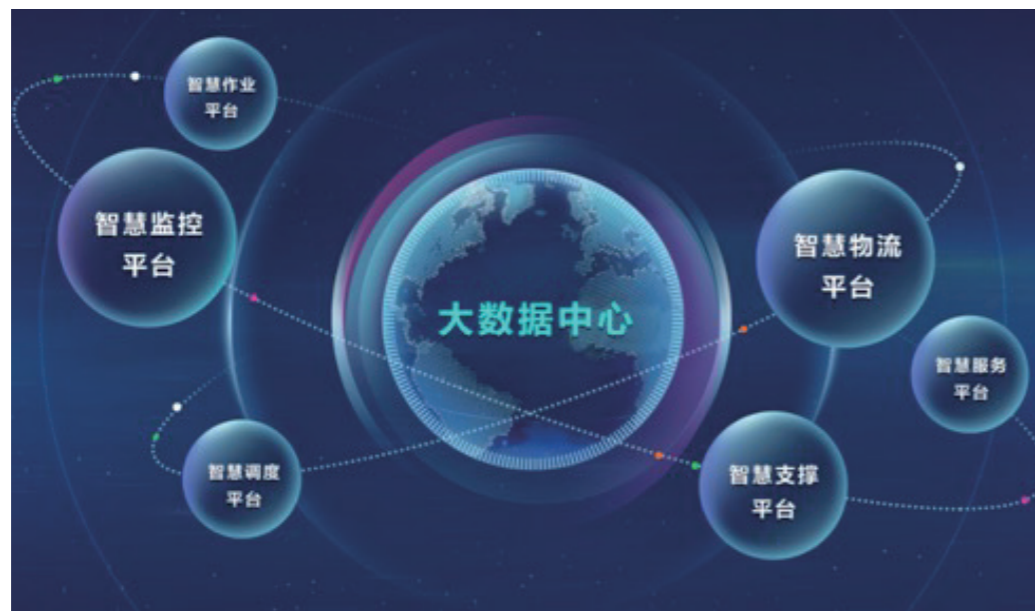 智慧作业
平台
智慧监控
平台
智慧物流
平台
大数据中心
智慧服务
平台
智慧调度
平台
智慧支撑
平台